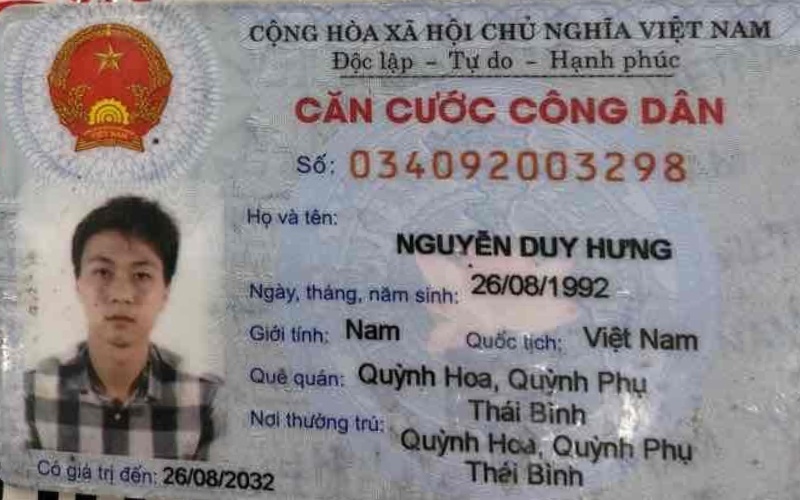 CỘNG HÒA XÃ HỘI CHỦ NGHĨA VIỆT NAM
Độc lập - Tự do - Hạnh phúc
CĂN CƯỚC CÔNG DÂN
Số: 034092003298
Họ và tên:
NGUYỄN DUY HƯNG
Ngày, tháng, năm sinh: 26/08/1992
Giới tính: Nam Quốc tịch: Việt Nam
Quê quán: Quỳnh Hoa, Quỳnh Phụ
Thái Bình
Nơi thường trú: Quỳnh Hoa, Quỳnh Phụ
Thái Bình
Có giá trị đến: 26/08/2032